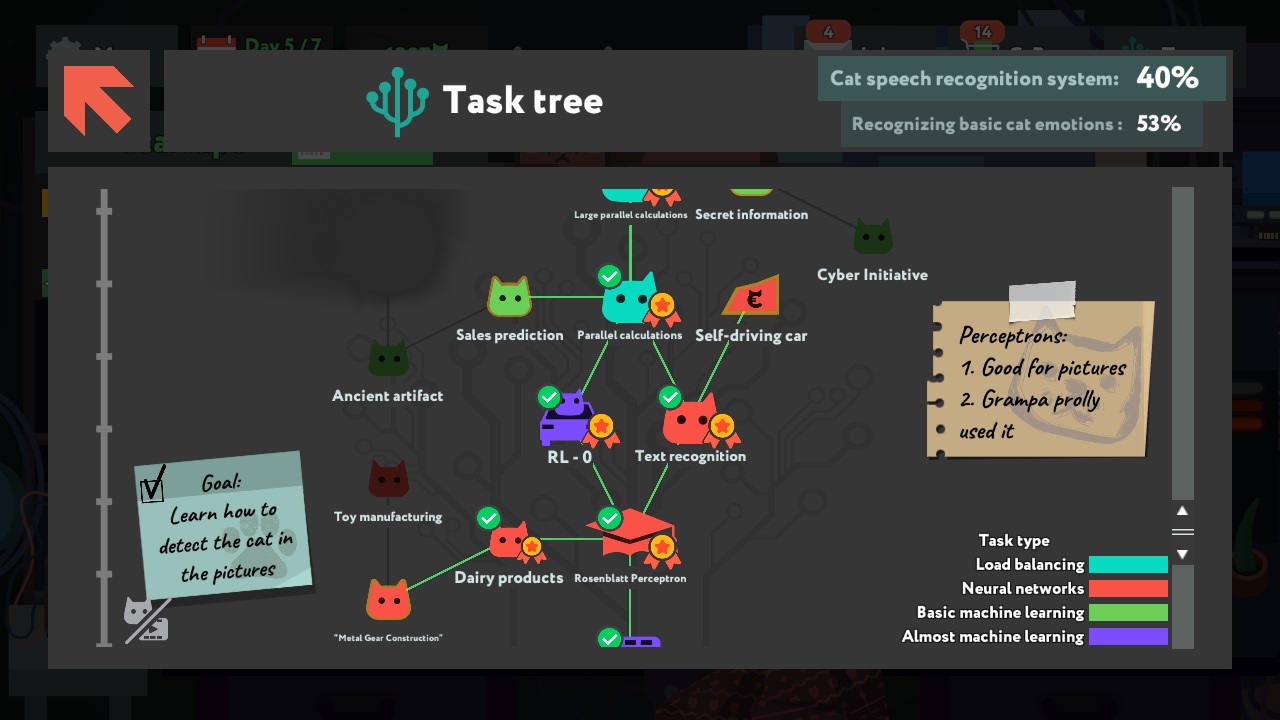 Day 5 / 7
4
14
Task tree
Cat speech recognition system: 40%
Recognizing basic cat emotions : 53%
Large parallel calculations
Secret information
Cyber Initiative
Sales prediction
Parallel calculations
Self-driving car
Ancient artifact
RL - 0
Text recognition
Toy manufacturing
Dairy products
Rosenblatt Perceptron
"Metal Gear Construction"
Goal:
Learn how to
detect the cat in
the pictures
Perceptrons:
1. Good for pictures
2. Grampa prolly
used it
Task type
Load balancing
Neural networks
Basic machine learning
Almost machine learning